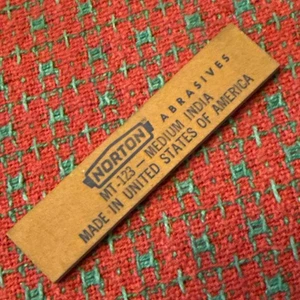 NORTON ABRASIVES
MT-123 - MEDIUM INDIA
MADE IN UNITED STATES OF AMERICA